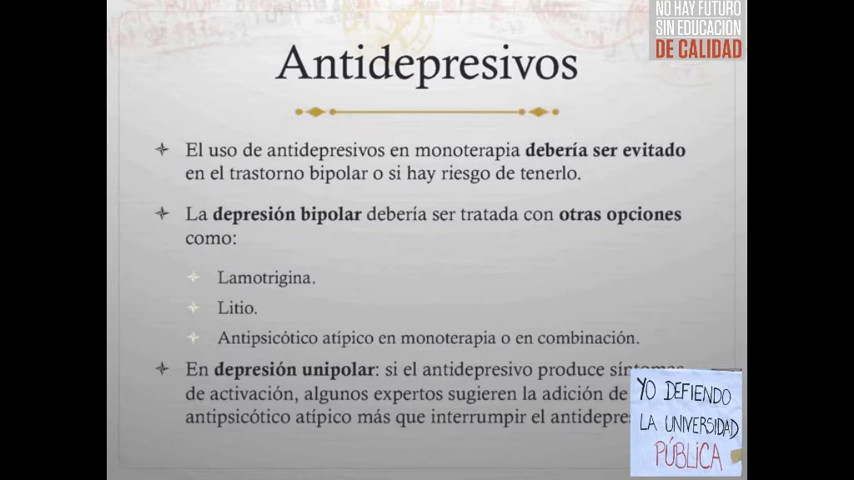 NO HAY FUTURO
SIN EDUCACIÓN
DE CALIDAD
Antidepresivos
El uso de antidepresivos en monoterapia debería ser evitado
en el trastorno bipolar o si hay riesgo de tenerlo.
La depresión bipolar debería ser tratada con otras opciones
como:
Lamotrigina.
Litio.
Antipsicótico atípico en monoterapia o en combinación.
En depresión unipolar: si el antidepresivo produce
de activación, algunos expertos sugieren la adición de
antipsicótico atípico más que interrumpir el
YO DEFIENDO
LA UNIVERSIDAD
PÚBLICA